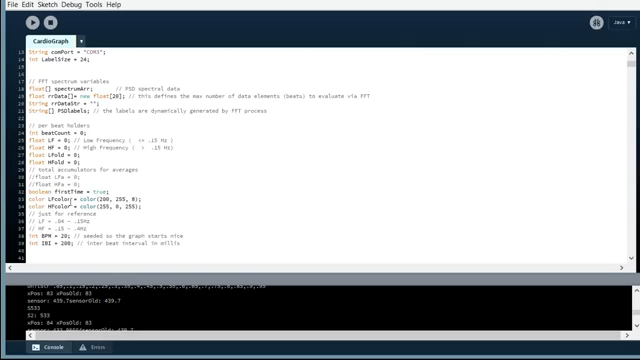 File Edit Sketch Debug Tools Help
Java ▾
CardioGraph ▾
13 String comPort = "COM3";
14 int LabelSize = 24;
15
16
17 // FFT spectrum variables
18 float[] spectrumArr; // PSD spectral data
19 float rrData[]= new float[20]; // this defines the max number of data elements (beats) to evaluate via FFT
20 String rrDataStr = "";
21 String[] PSDlabels; // the labels are dynamically generated by FFT process
22
23 // per beat holders
24 int beatCount = 0;
25 float LF = 0; // Low frequency ( <= .15 Hz )
26 float HF = 0; // High frequency ( > .15 Hz)
27 float LFold = 0;
28 float HFold = 0;
29 // total accumulators for averages
30 //float LFa = 0;
31 //float HFa = 0;
32 boolean firstTime = true;
33 color LFcolor = color(200, 255, 8);
34 color HFcolor = color(255, 0, 255);
35 // just for reference
36 // LF = .04 – .15Hz
37 // HF = .15 – .4Hz
38 int BPM = 20; // seeded so the graph starts nice
39 int IBI = 200; // inter beat interval in millis
40
41
xPos: 83 xPosOld: 83
sensor: 439.7sensorOld: 439.7
S533
S2: 533
xPos: 84 xPosOld: 83
Console Errors